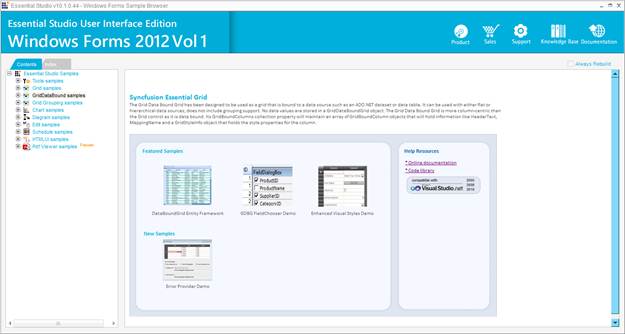 Essential Studio v10.1.0.44 - Windows Forms Sample Browser
Essential Studio User Interface Edition
Windows Forms 2012 Vol 1
Product
Sales
Support
Knowledge Base
Documentation
Contents
Index
Always Rebuild
Essential Studio Samples
Tools samples
Grid samples
GridDataBound samples
Grid Grouping samples
Chart samples
Diagram samples
Edit samples
Schedule samples
HTMLUI samples
Pdf Viewer samples
Syncfusion Essential Grid
The Grid Data Bound Grid has been designed to be used as a grid that is bound to a data source such as an ADO.NET dataset or data table. It can be used with either flat or
hierarchical data sources, does not include grouping support. No data values are stored in a GridDataBoundGrid object. The Grid Data Bound Grid is more column-centric than
the Grid control as it is data bound. Its GridBoundColumns collection property will maintain an array of GridBoundColumn objects that will hold information like HeaderText,
MappingName and a GridStyleInfo object that holds the style properties for the column.
Featured Samples
Help Resources
Online documentation
Code library
compatible with
Visual Studio.net
ID
FieldDialogBox
1 ProductID
1 ProductName
2 SupplierID
2 CategoryID
DataBoundGrid Entity Framework
GDBG FieldChooser Demo
Enhanced Visual Styles Demo
New Samples
Error Provider Demo